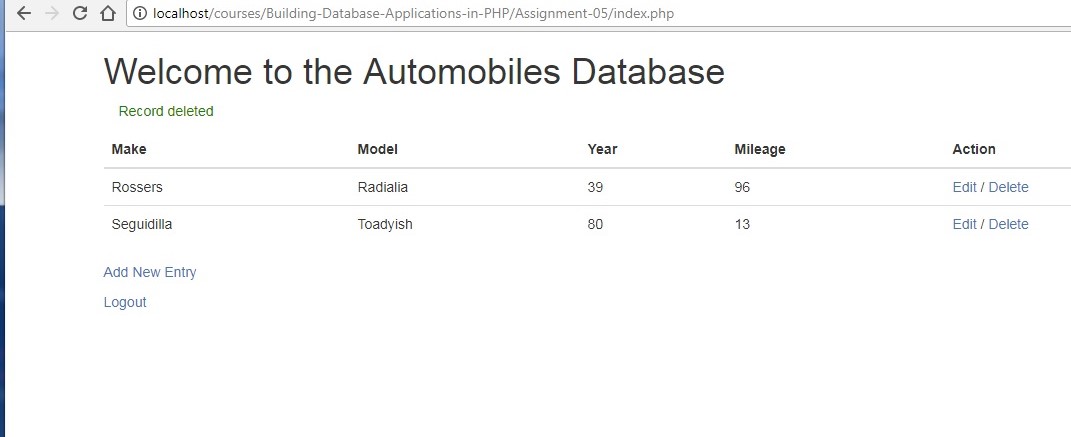 localhost/courses/Building-Database-Applications-in-PHP/Assignment-05/index.php
Welcome to the Automobiles Database
Record deleted
Make Model Year Mileage Action
Rossers Radialia 39 96 Edit / Delete
Seguidilla Toadyish 80 13 Edit / Delete
Add New Entry
Logout